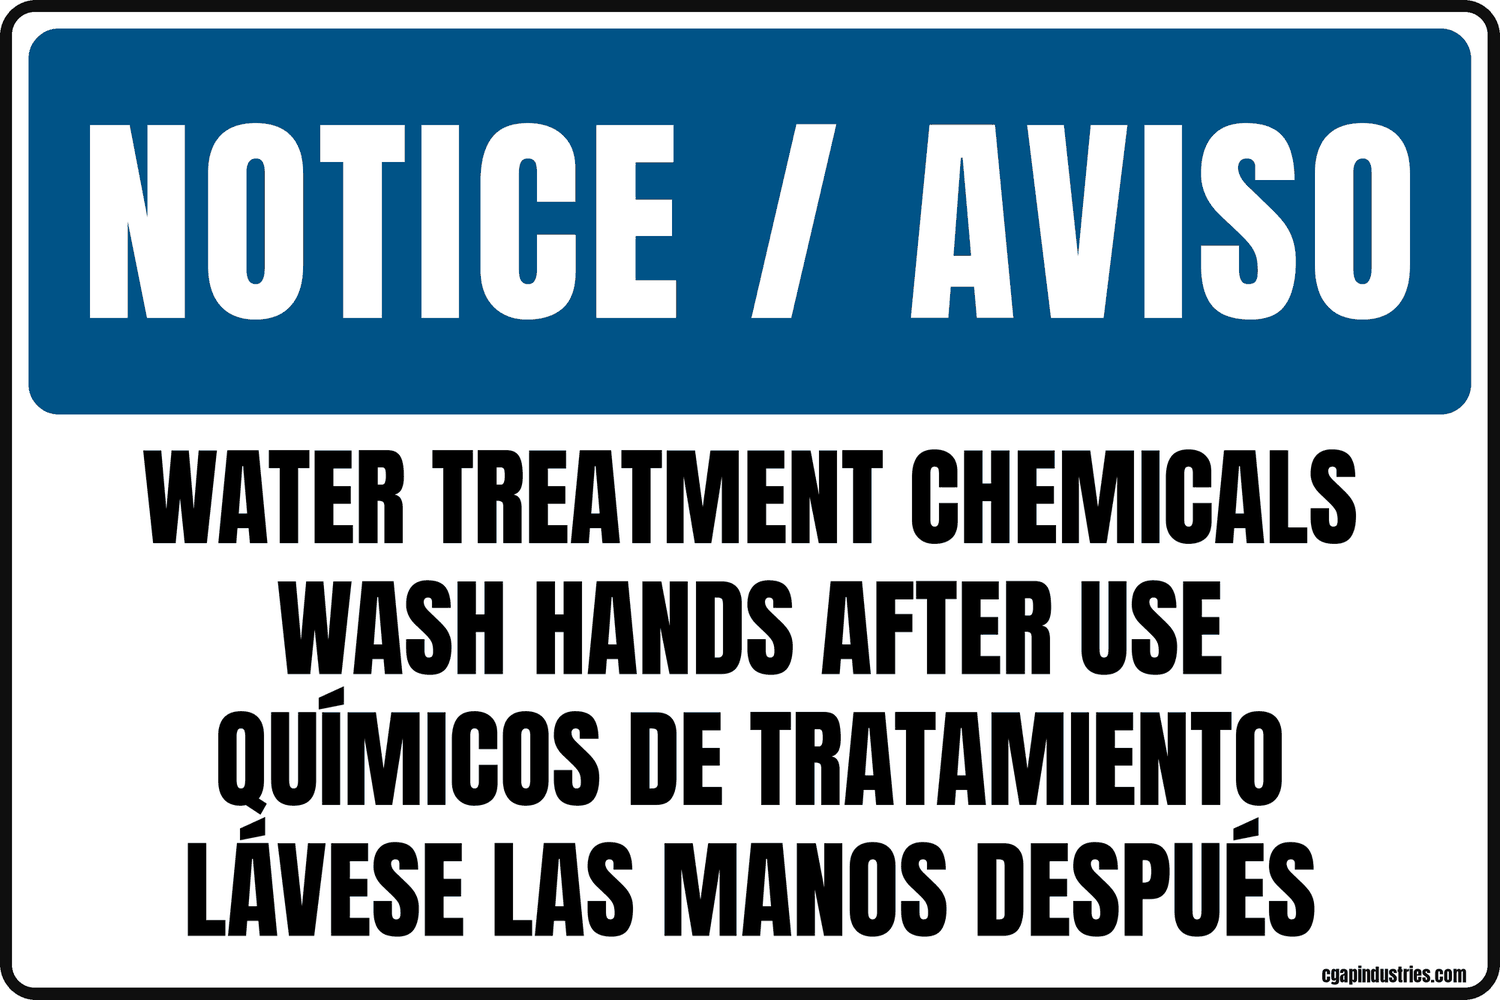 NOTICE / AVISO
WATER TREATMENT CHEMICALS
WASH HANDS AFTER USE
QUÍMICOS DE TRATAMIENTO
LÁVESE LAS MANOS DESPUÉS
cgapindustries.com